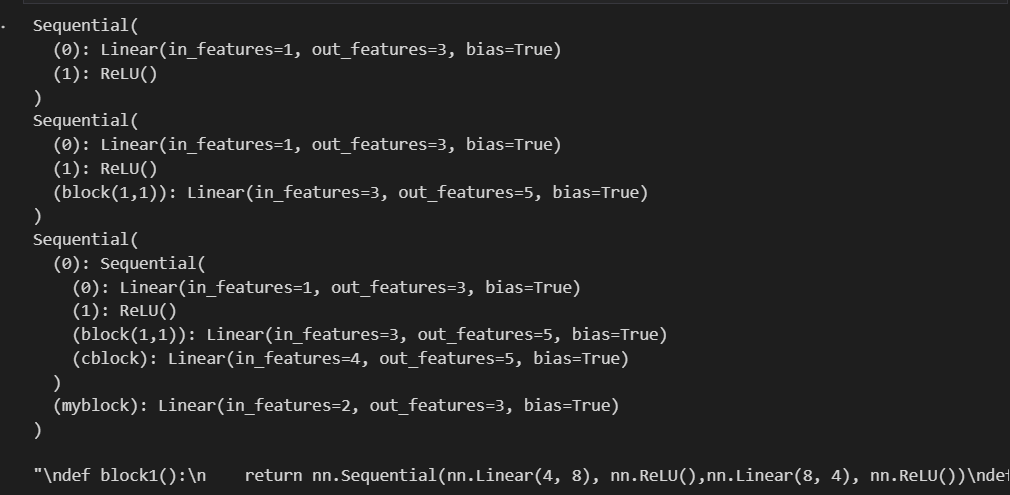 Sequential(
  (0): Linear(in_features=1, out_features=3, bias=True)
  (1): ReLU()
)
Sequential(
  (0): Linear(in_features=1, out_features=3, bias=True)
  (1): ReLU()
  (block(1,1)): Linear(in_features=3, out_features=5, bias=True)
)
Sequential(
  (0): Sequential(
    (0): Linear(in_features=1, out_features=3, bias=True)
    (1): ReLU()
    (block(1,1)): Linear(in_features=3, out_features=5, bias=True)
    (cblock): Linear(in_features=4, out_features=5, bias=True)
  )
  (myblock): Linear(in_features=2, out_features=3, bias=True)
)
"\ndef block1():\n    return nn.Sequential(nn.Linear(4, 8), nn.ReLU(),nn.Linear(8, 4), nn.ReLU())\ndef